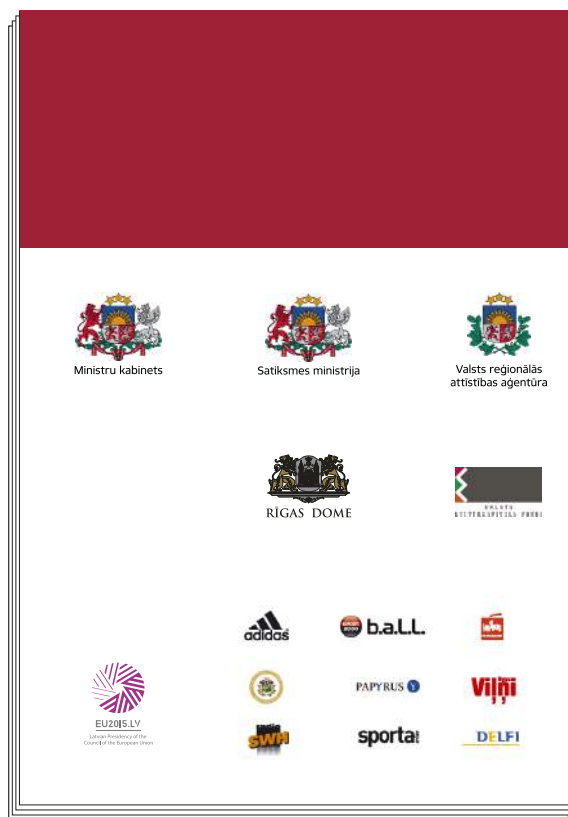 Ministru kabinets
Satiksmes ministrija
Valsts reģionālās
attīstības aģentūra
RĪGAS DOME
VALSTS
KULTŪRKAPITĀLA FONDS
adidas
b.a.L.L.
PAPYRUS
Viļņi
EU2015.LV
Latvian Presidency of the
Council of the European Union
radio
SWH
sporta
DELFI